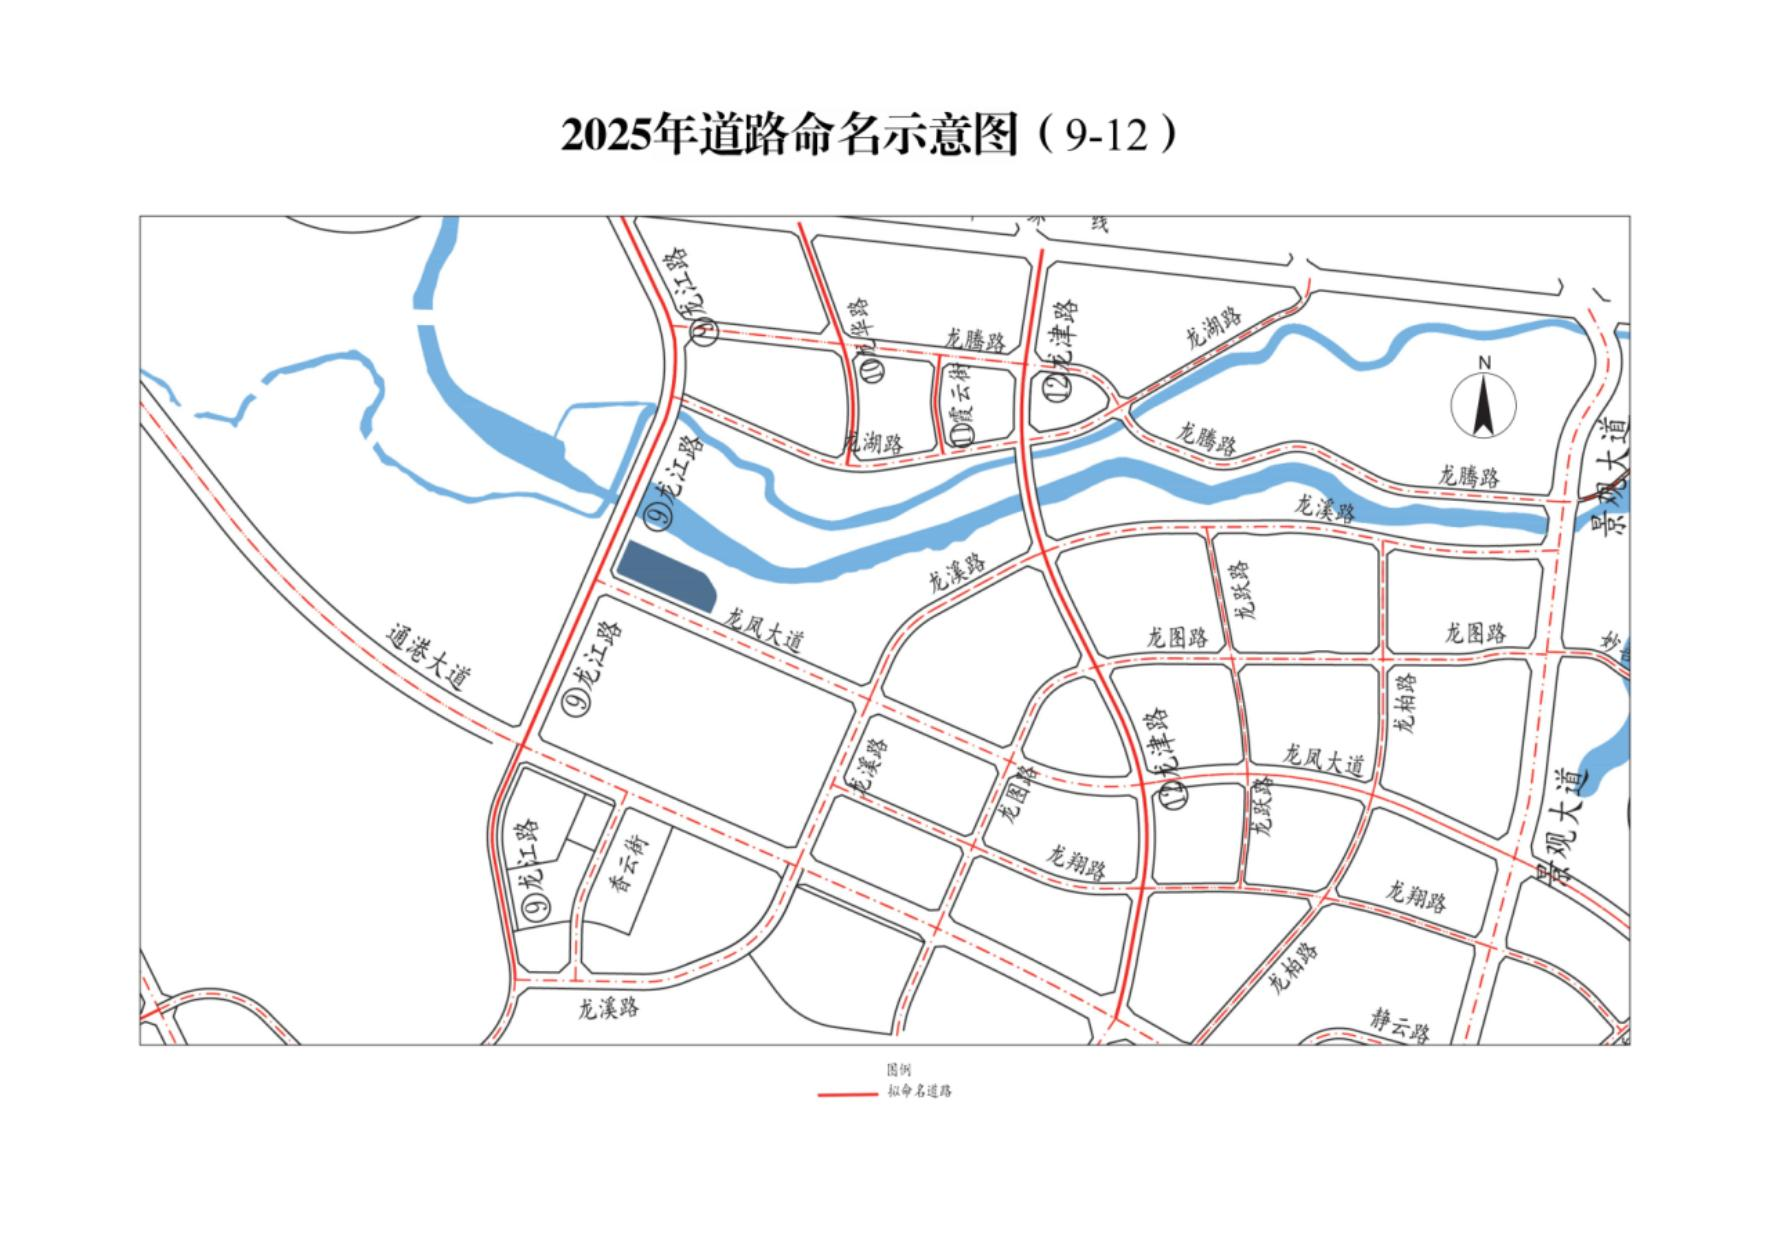 2025年道路命名示意图（9-12）
线
⑨龙江路
龙华路
⑩
龙腾路
⑫龙津路
龙湖路
N
⑪霞云街
龙湖路
龙腾路
龙腾路
景观大道
⑨龙江路
龙溪路
龙溪路
龙跃路
龙凤大道
龙图路
龙图路
妙
通港大道
⑨龙江路
龙柏路
⑫龙津路
龙溪路
龙图路
龙凤大道
龙跃路
景观大道
⑨龙江路
香云街
龙翔路
龙翔路
龙柏路
龙溪路
静云路
图例
拟命名道路